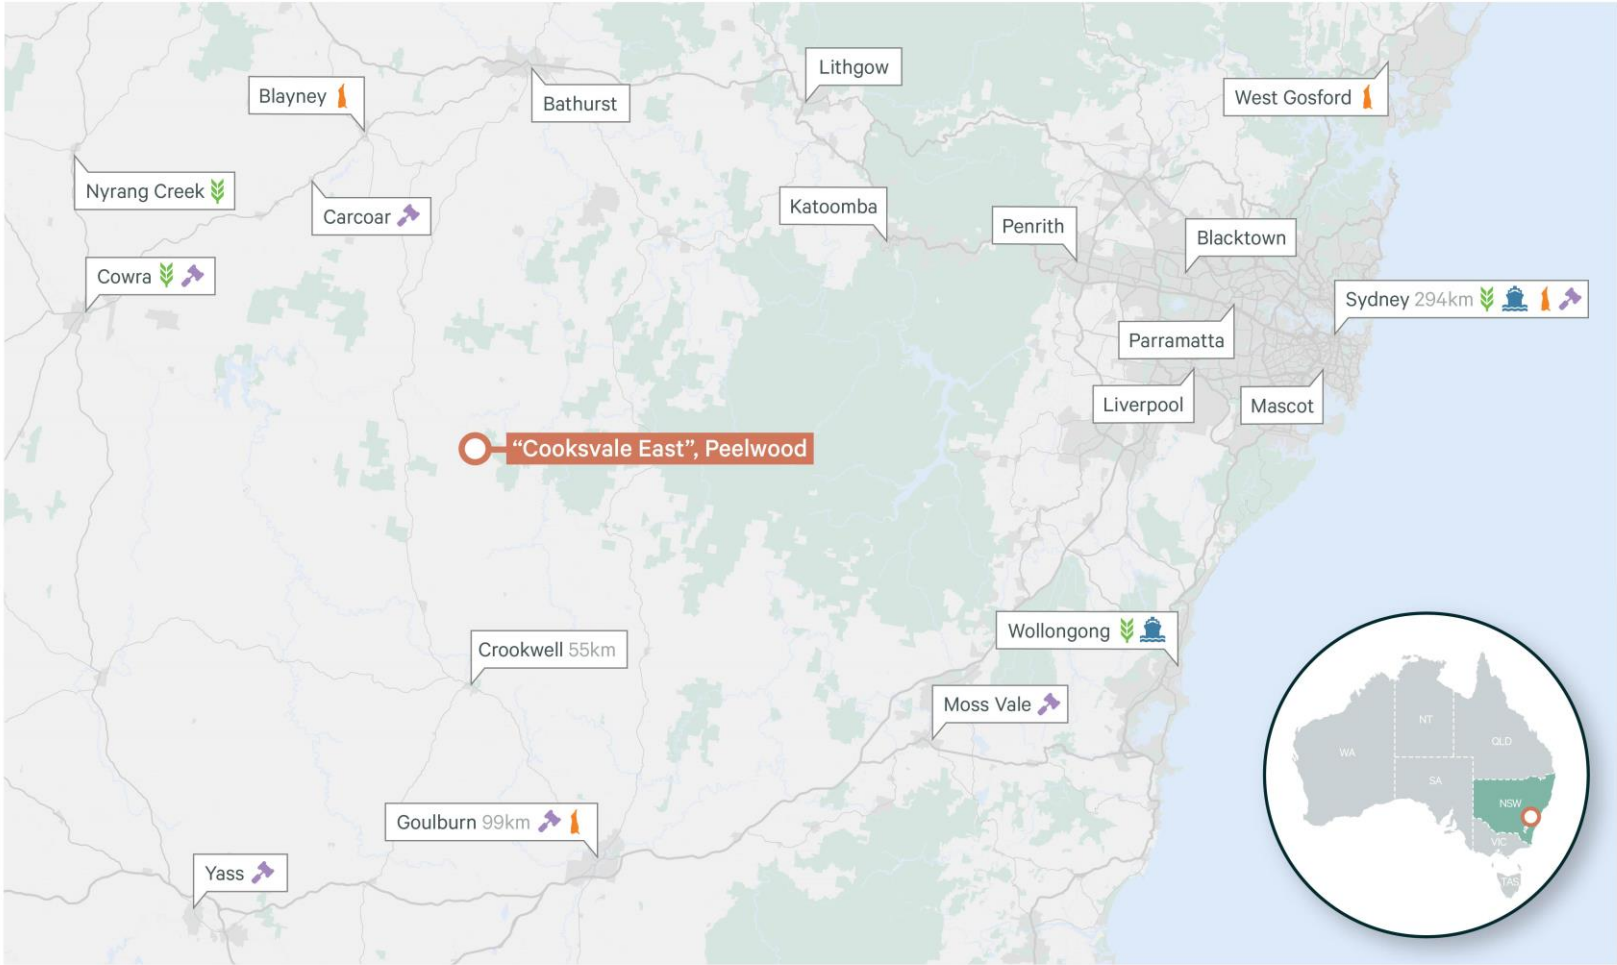 Lithgow
Blayney
Bathurst
West Gosford
Nyrang Creek
Carcoar
Katoomba
Penrith
Blacktown
Cowra
Sydney 294km
Parramatta
Liverpool
Mascot
“Cooksvale East”, Peelwood
Wollongong
Crookwell 55km
Moss Vale
Goulburn 99km
Yass
NT
QLD
WA
SA
NSW
VIC
TAS